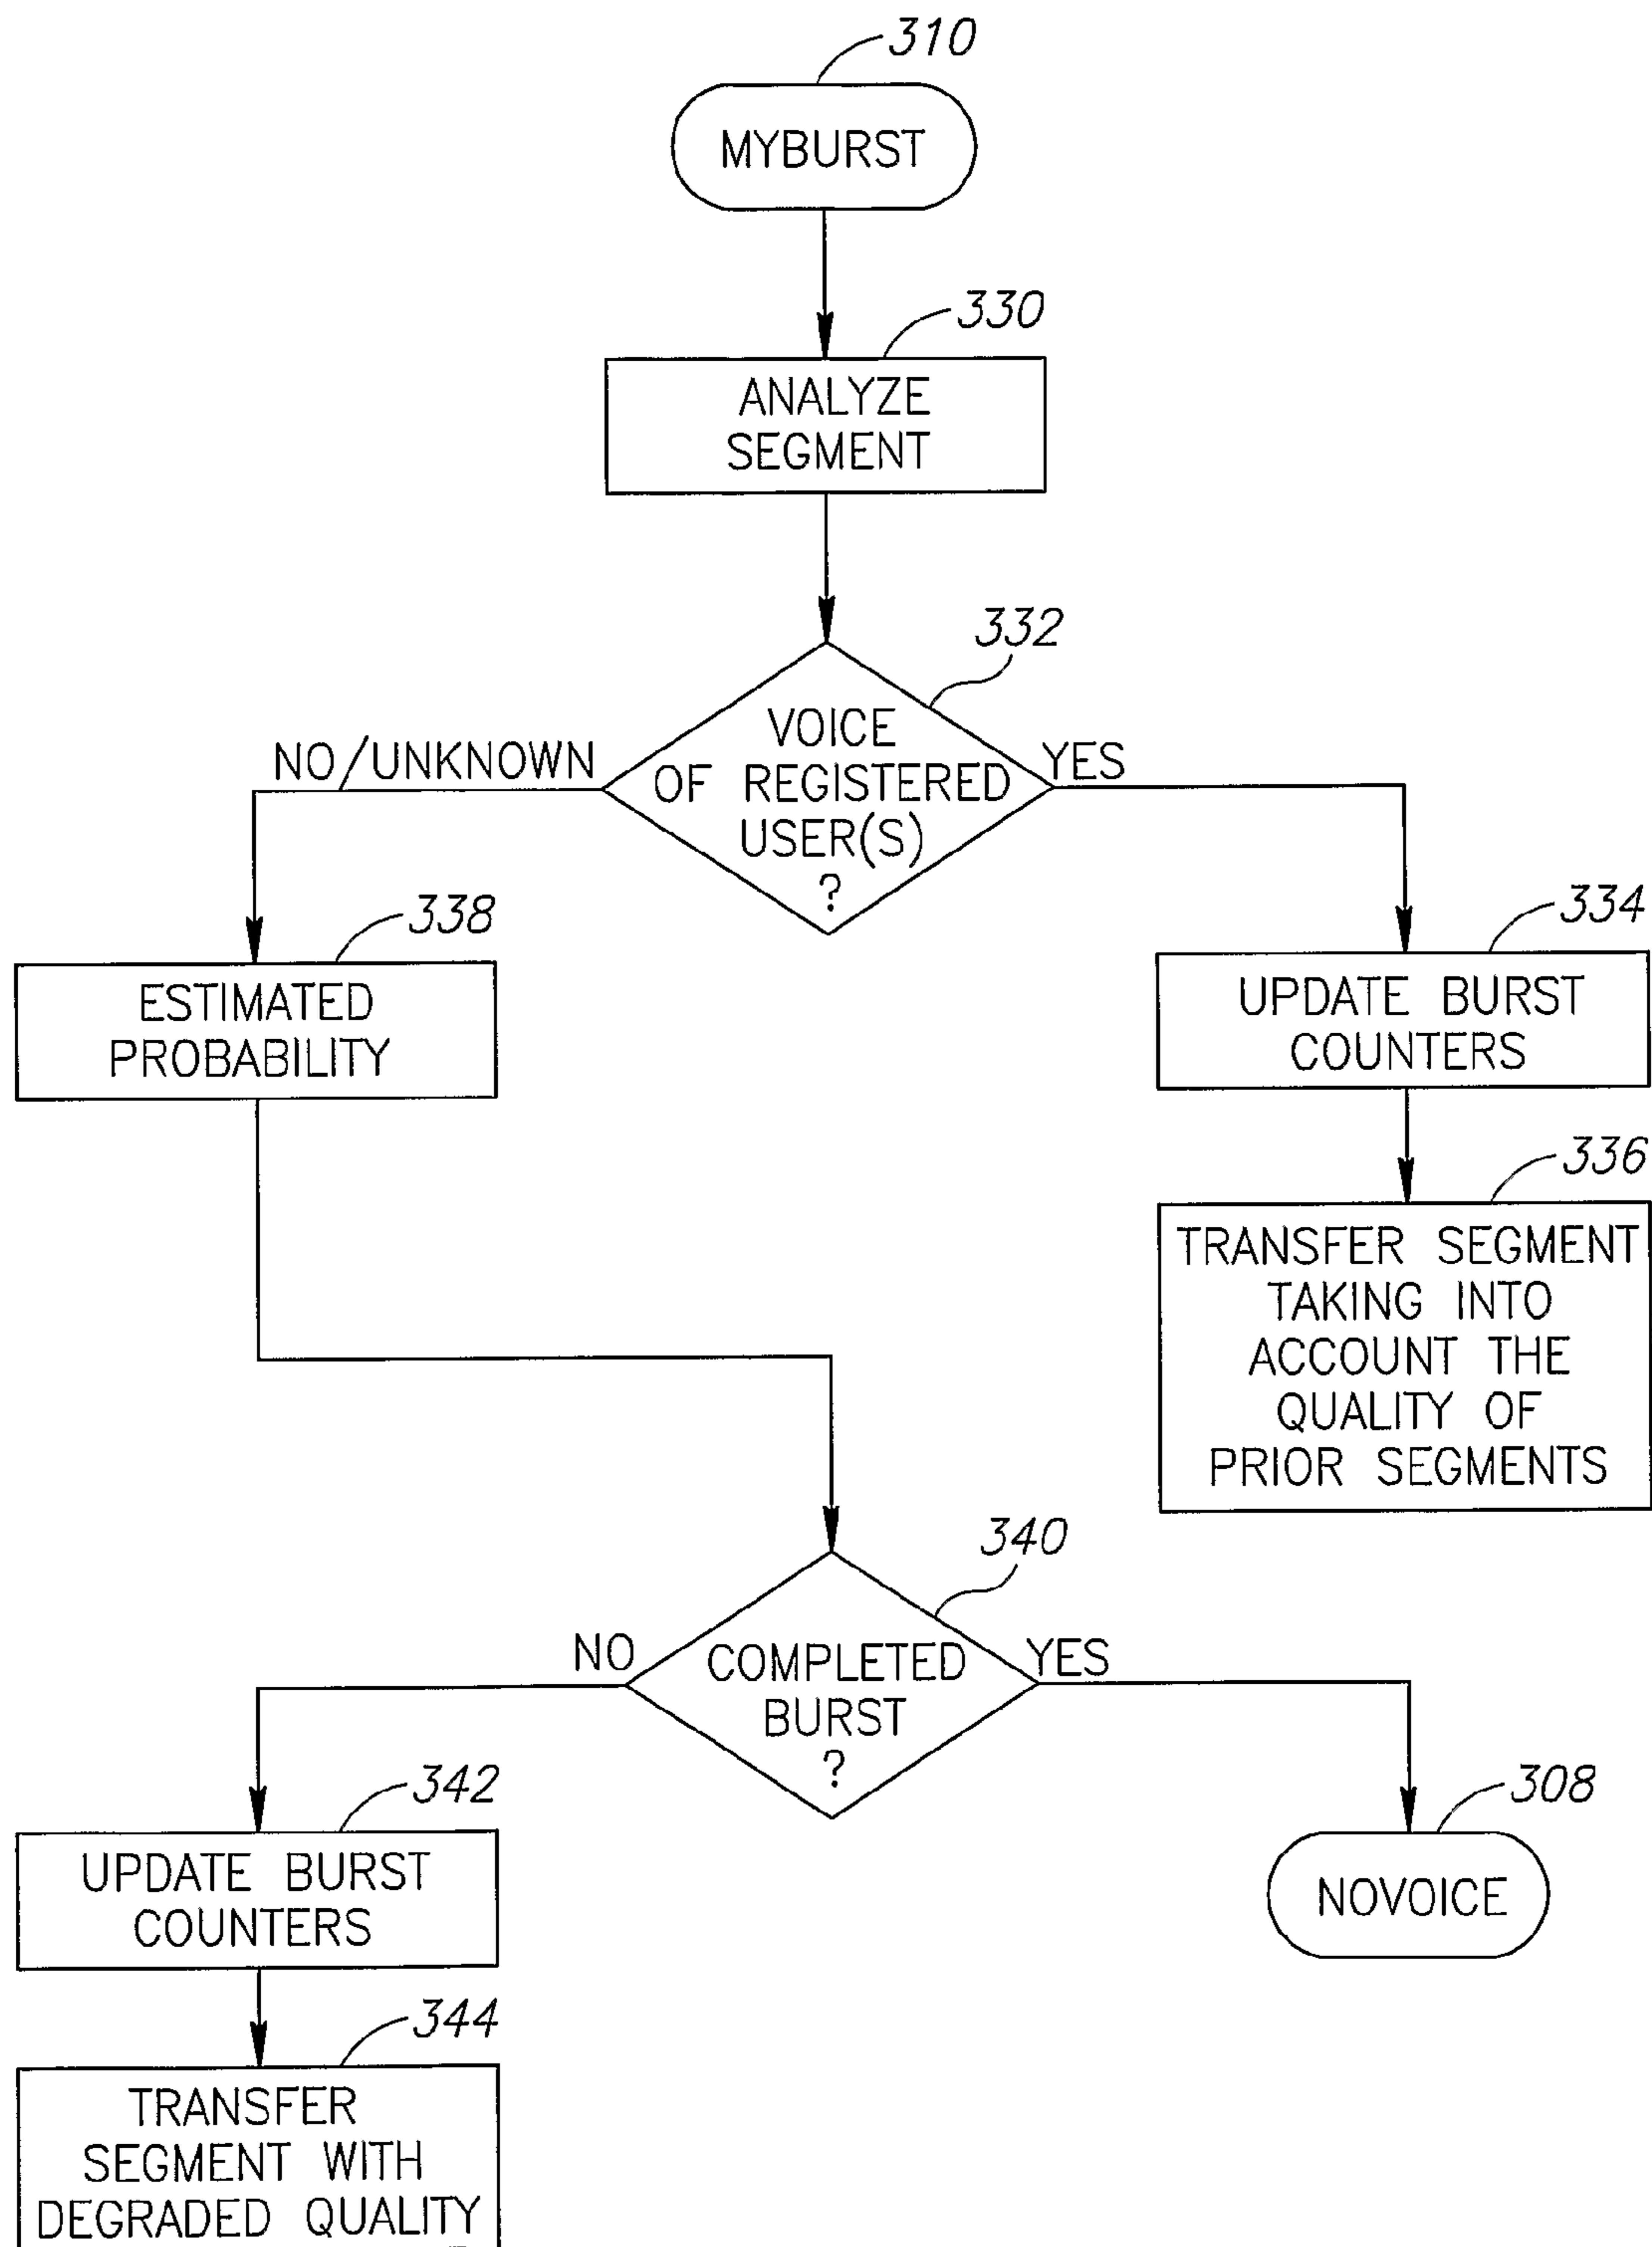 310
MYBURST
330
ANALYZE
SEGMENT
332
VOICE
OF REGISTERED
USER(S)
?
NO/UNKNOWN
YES
338
ESTIMATED
PROBABILITY
334
UPDATE BURST
COUNTERS
336
TRANSFER SEGMENT
TAKING INTO
ACCOUNT THE
QUALITY OF
PRIOR SEGMENTS
340
COMPLETED
BURST
?
NO
YES
342
UPDATE BURST
COUNTERS
308
NOVOICE
344
TRANSFER
SEGMENT WITH
DEGRADED QUALITY